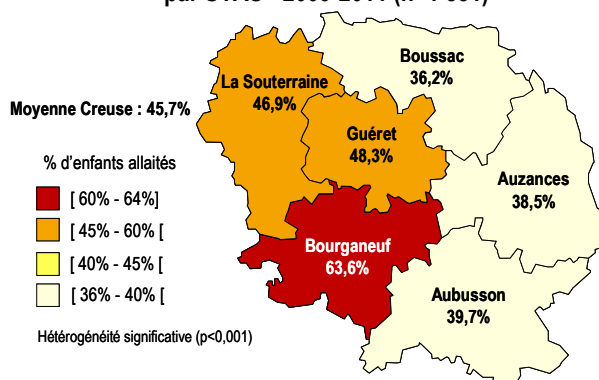 Boussac
36,2%
La Souterraine
46,9%
Moyenne Creuse : 45,7%
Guéret
48,3%
% d'enfants allaités
[ 60% - 64%]
[ 45% - 60% [
[ 40% - 45% [
[ 36% - 40% [
Auzances
38,5%
Bourganeuf
63,6%
Aubusson
39,7%
Hétérogénéité significative (p<0,001)